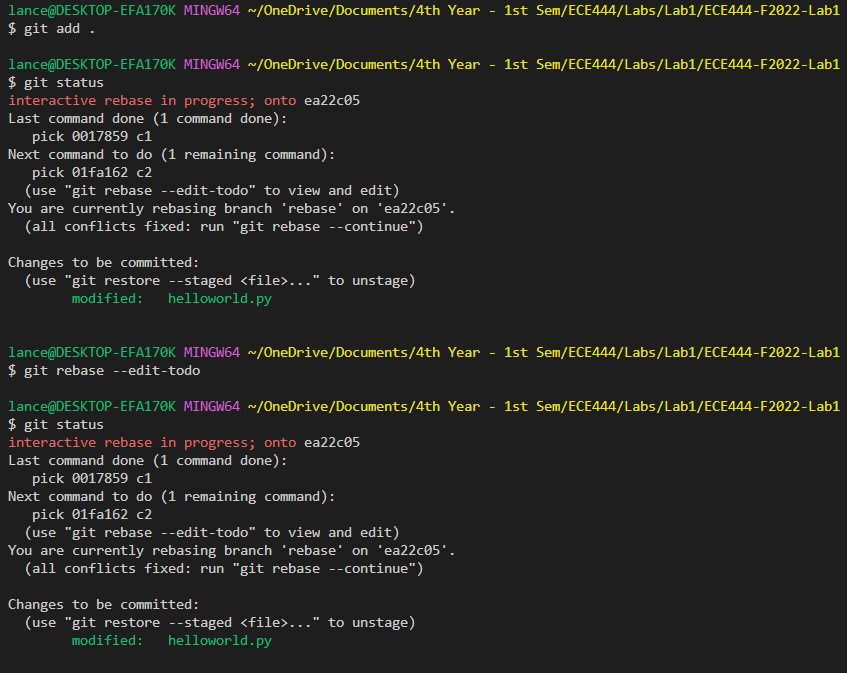 lance@DESKTOP-EFA170K MINGW64 ~/OneDrive/Documents/4th Year - 1st Sem/ECE444/Labs/Lab1/ECE444-F2022-Lab1
$ git add .
lance@DESKTOP-EFA170K MINGW64 ~/OneDrive/Documents/4th Year - 1st Sem/ECE444/Labs/Lab1/ECE444-F2022-Lab1
$ git status
interactive rebase in progress; onto ea22c05
Last command done (1 command done):
   pick 0017859 c1
Next command to do (1 remaining command):
   pick 01fa162 c2
  (use "git rebase --edit-todo" to view and edit)
You are currently rebasing branch 'rebase' on 'ea22c05'.
  (all conflicts fixed: run "git rebase --continue")
Changes to be committed:
  (use "git restore --staged <file>..." to unstage)
        modified:   helloworld.py
lance@DESKTOP-EFA170K MINGW64 ~/OneDrive/Documents/4th Year - 1st Sem/ECE444/Labs/Lab1/ECE444-F2022-Lab1
$ git rebase --edit-todo
lance@DESKTOP-EFA170K MINGW64 ~/OneDrive/Documents/4th Year - 1st Sem/ECE444/Labs/Lab1/ECE444-F2022-Lab1
$ git status
interactive rebase in progress; onto ea22c05
Last command done (1 command done):
   pick 0017859 c1
Next command to do (1 remaining command):
   pick 01fa162 c2
  (use "git rebase --edit-todo" to view and edit)
You are currently rebasing branch 'rebase' on 'ea22c05'.
  (all conflicts fixed: run "git rebase --continue")
Changes to be committed:
  (use "git restore --staged <file>..." to unstage)
        modified:   helloworld.py